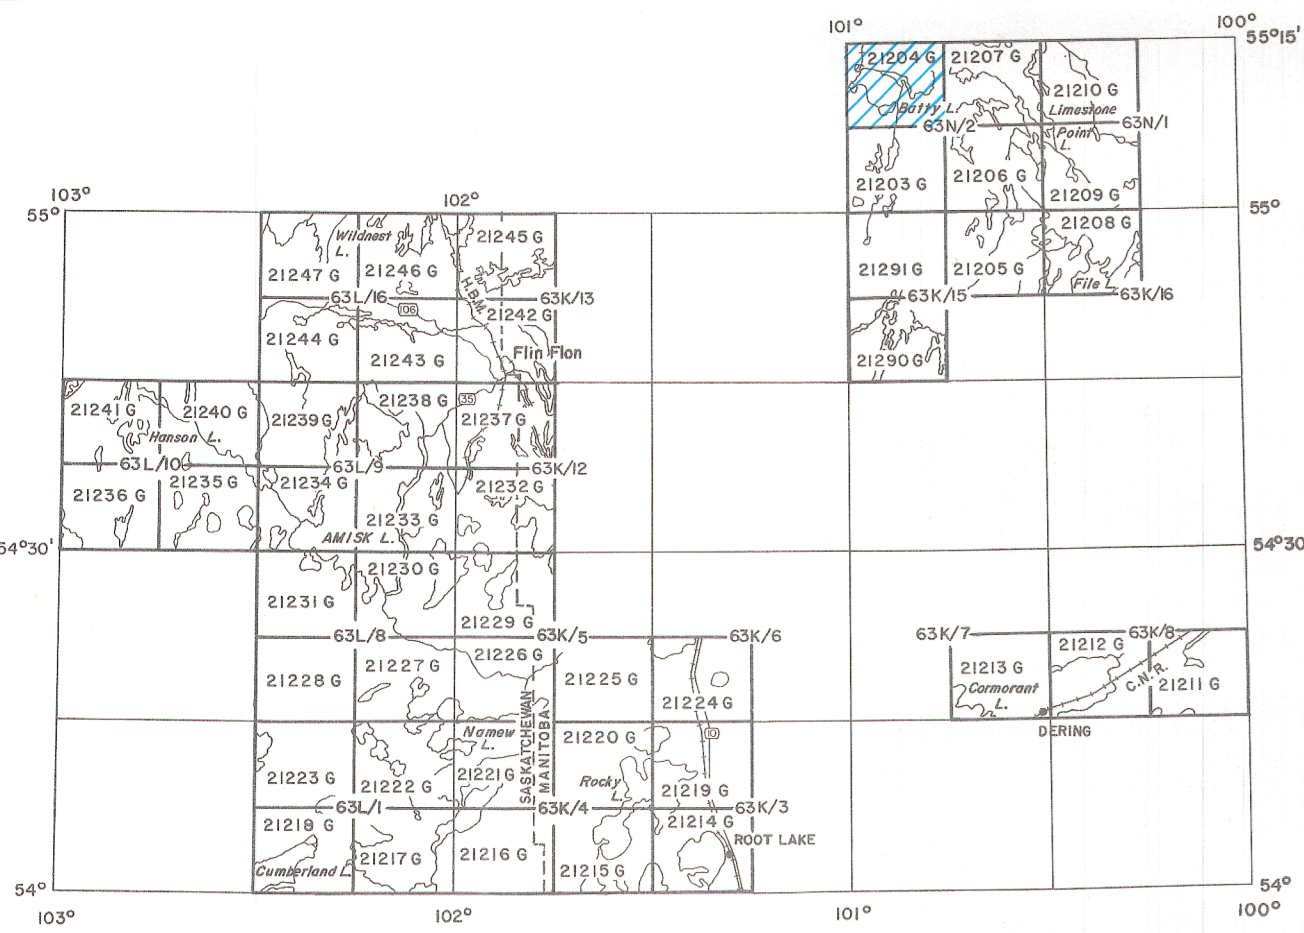 101°
100°
55°15'
21204 G
21207 G
21210 G
Batty L.
Limestone
63N/2
63N/1
Point
L.
21203 G
21206 G
21209 G
103°
102°
55°
55°
Wildnest
L.
21245 G
21208 G
21247 G
21246 G
21291 G
21205 G
File L.
H.B.M.
63L/16
63K/13
63K/15
63K/16
106
21242 G
21244 G
21243 G
Flin Flon
21290 G
21241 G
21240 G
21239 G
21238 G
35
21237 G
Hanson L.
63L/10
63L/9
63K/12
21236 G
21235 G
21234 G
21232 G
21233 G
AMISK L.
54°30'
54°30
21230 G
21231 G
21229 G
63L/8
63K/5
63K/6
63K/7
63K/8
21226 G
21212 G
21228 G
21227 G
21225 G
21213 G
21211 G
Cormorant
L.
C.N.R.
21224 G
SASKATCHEWAN
MANITOBA
DERING
Namew
L.
21220 G
10
21223 G
21222 G
21221 G
Rocky
L.
21219 G
63L/1
63K/4
63K/3
21218 G
21214 G
ROOT LAKE
21217 G
21216 G
21215 G
Cumberland L.
54°
54°
103°
102°
101°
100°